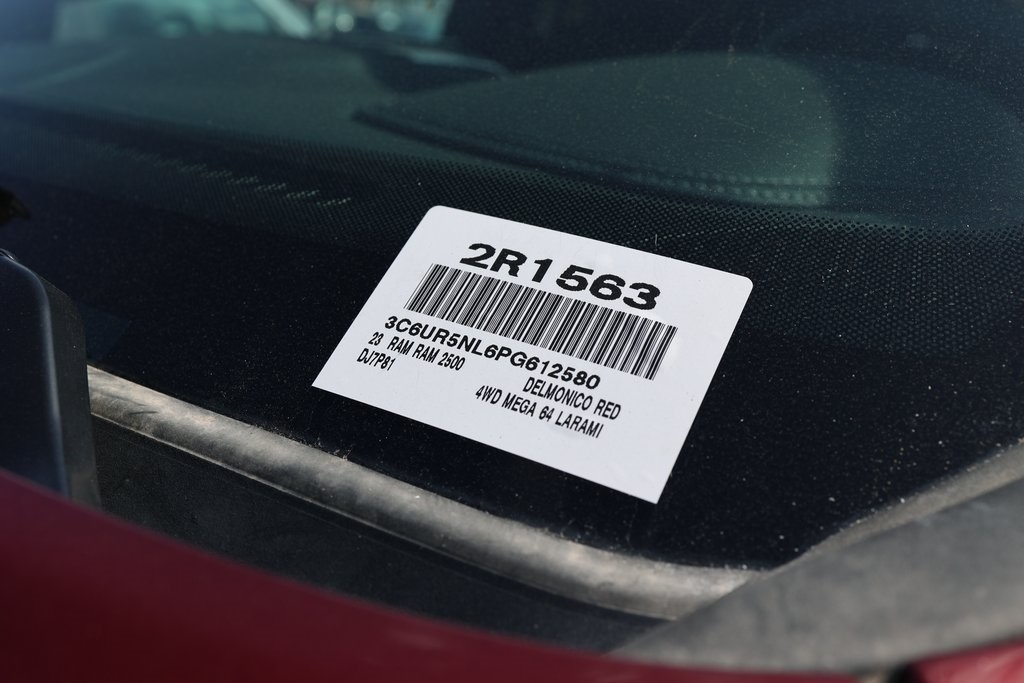 2R1563
3C6UR5NL6PG612580
23 RAM RAM 2500
DELMONICO RED
DJ7P81
4WD MEGA 64 LARAMI